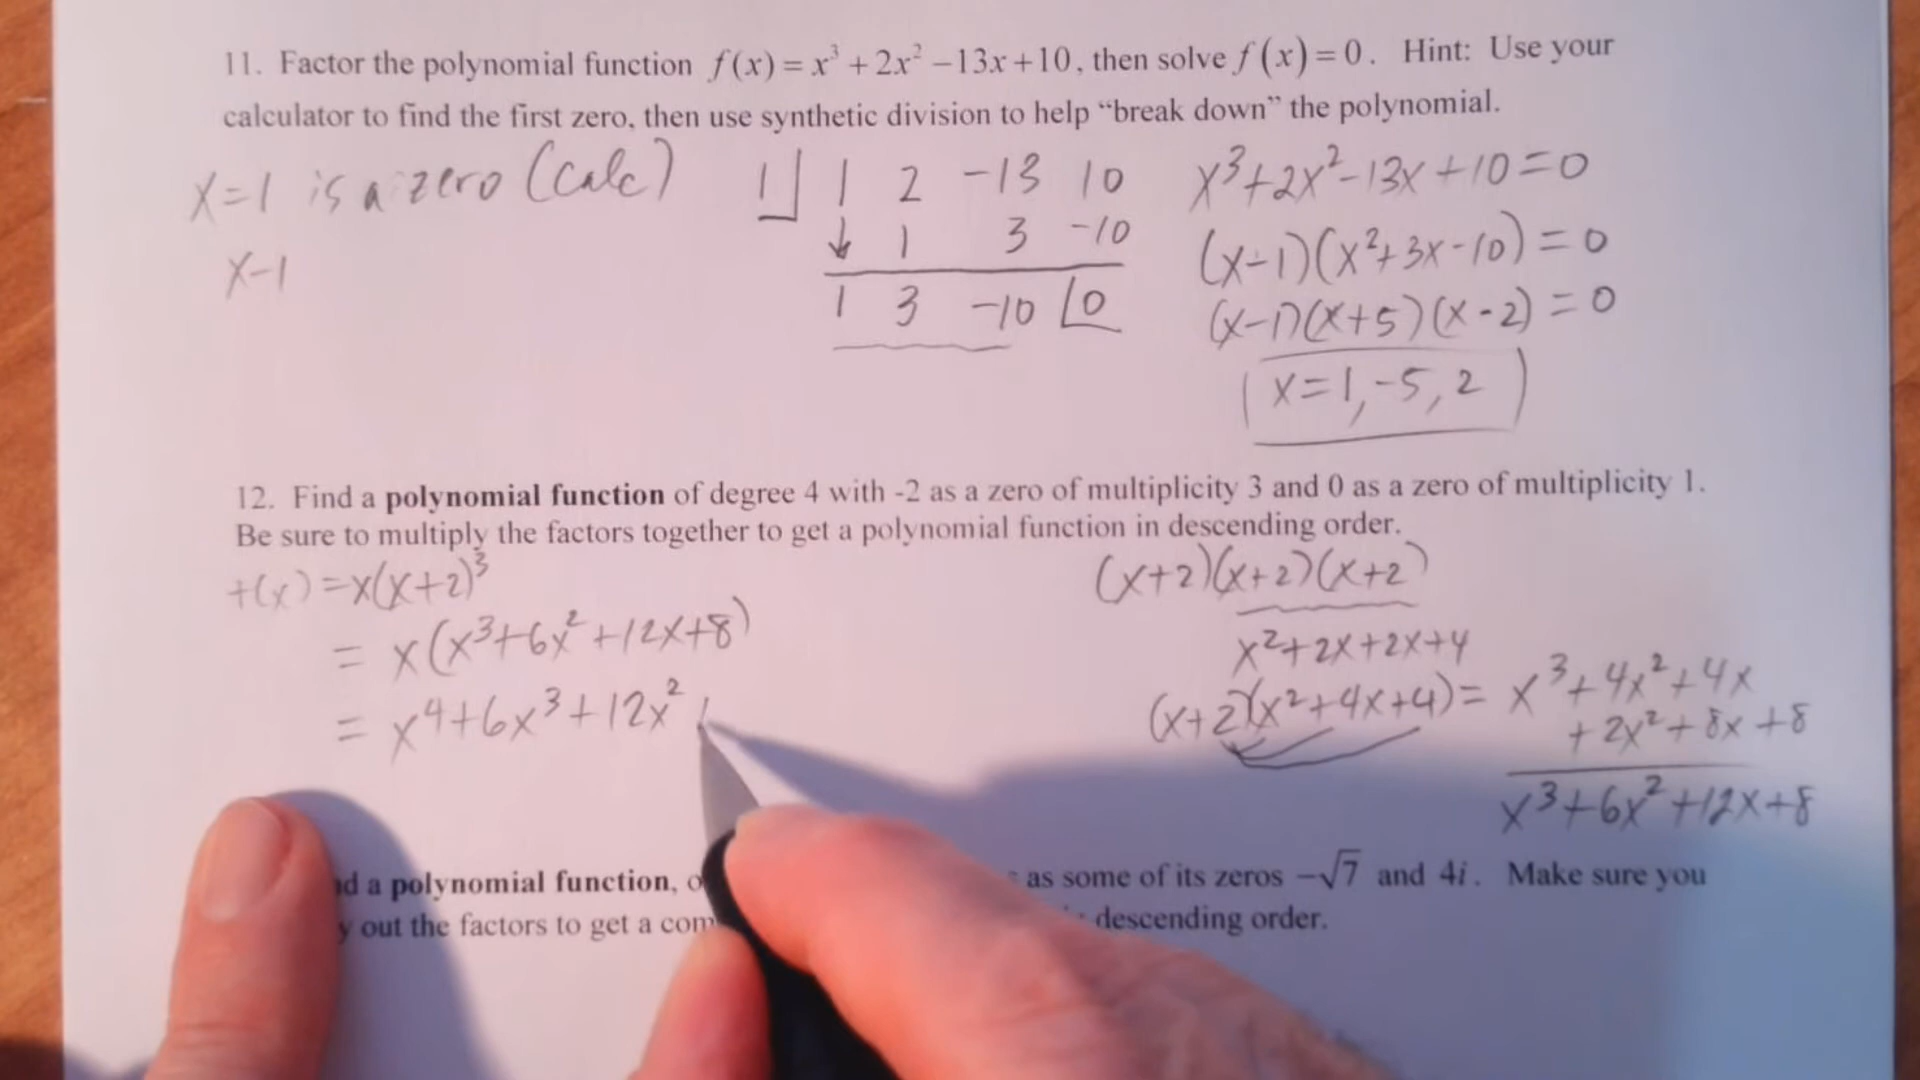 11. Factor the polynomial function f(x) = x³ + 2x² − 13x + 10, then solve f(x) = 0. Hint: Use your
calculator to find the first zero, then use synthetic division to help “break down” the polynomial.
x=1 is a zero (calc)
x-1
1 | 1 2 -13 10
↓ 1 3 -10
1 3 -10 | 0
x³+2x²-13x+10=0
(x-1)(x²+3x-10)=0
(x-1)(x+5)(x-2)=0
x=1,-5,2
12. Find a polynomial function of degree 4 with -2 as a zero of multiplicity 3 and 0 as a zero of multiplicity 1.
Be sure to multiply the factors together to get a polynomial function in descending order.
f(x)=x(x+2)³
= x(x³+6x²+12x+8)
= x⁴+6x³+12x²
(x+2)(x+2)(x+2)
x²+2x+2x+4
(x+2)(x²+4x+4)= x³+4x²+4x
+2x²+8x+8
x³+6x²+12x+8
a polynomial function, as some of its zeros −√7 and 4i. Make sure you
out the factors to get a descending order.